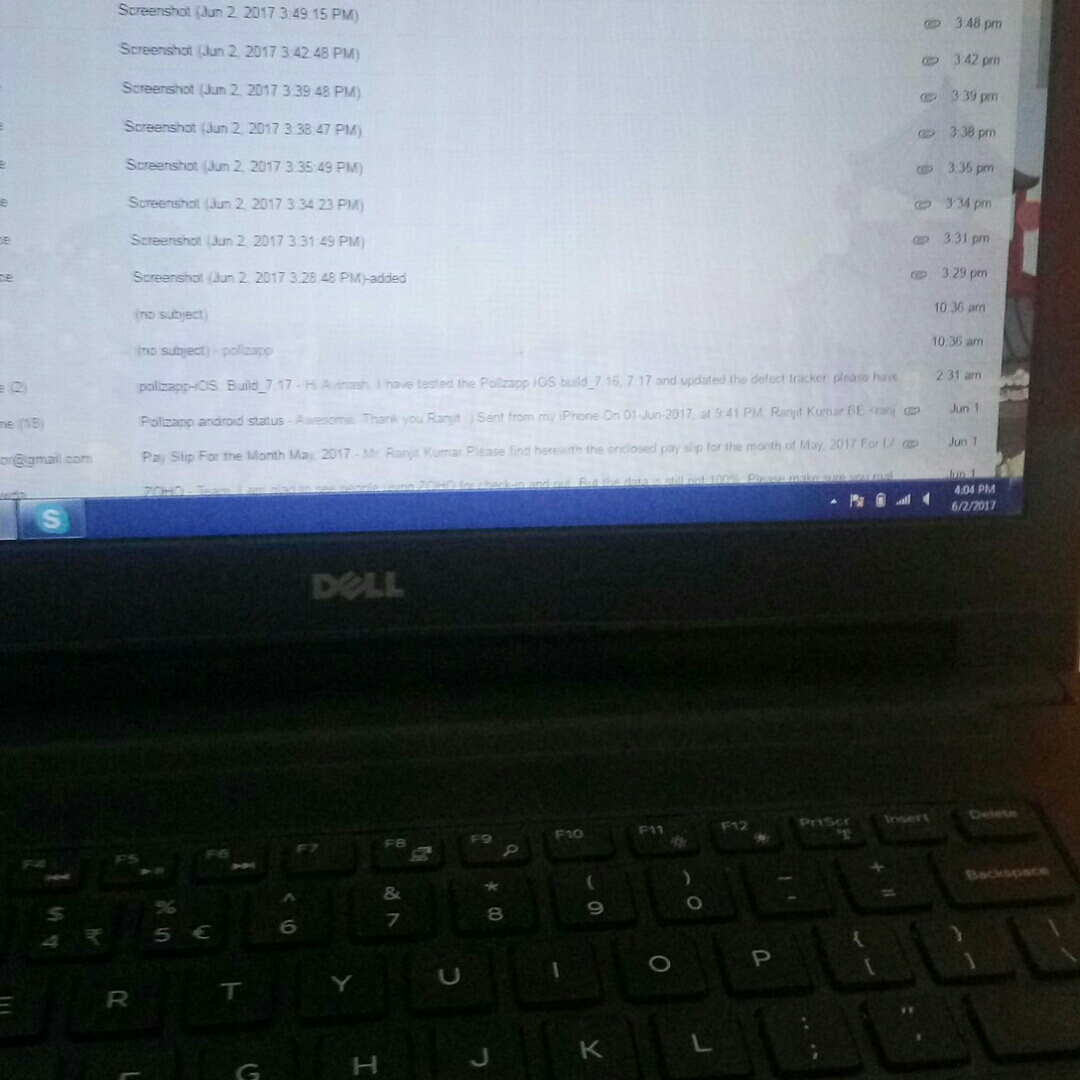 Screenshot (Jun 2, 2017 3:49:15 PM) 3:48 pm
Screenshot (Jun 2, 2017 3:42:48 PM) 3:42 pm
Screenshot (Jun 2, 2017 3:39:48 PM) 3:39 pm
Screenshot (Jun 2, 2017 3:38:47 PM) 3:38 pm
Screenshot (Jun 2, 2017 3:35:49 PM) 3:35 pm
Screenshot (Jun 2, 2017 3:34:23 PM) 3:34 pm
Screenshot (Jun 2, 2017 3:31:49 PM) 3:31 pm
Screenshot (Jun 2, 2017 3:28:48 PM)-added 3:29 pm
(no subject) 10:36 am
(no subject) - pollzapp 10:36 am
(2) pollzapp-iOS: Build_7.17 - Hi Avinash, I have tested the Pollzapp iOS build_7.16, 7.17 and updated the defect tracker, please have 2:31 am
(18) Pollzapp android status - Awesome. Thank you Ranjit :) Sent from my iPhone On 01-Jun-2017, at 9:41 PM, Ranjit Kumar BE Jun 1
or@gmail.com Pay Slip For the Month May, 2017 - Mr. Ranjit Kumar Please find herewith the enclosed pay slip for the month of May, 2017 For Jun 1
ZOHO - Team, I am glad to see people using ZOHO for check-in and out. But the data is still not 100%. Please make sure you Jun 1
S 4:04 PM
6/2/2017
DELL
F4 F5 F6 F7 F8 F9 F10 F11 F12 PrtScr Insert Delete
$ % ^ & * ( ) _ + Backspace
4 ₹ 5 € 6 7 8 9 0 - =
E R T Y U I O P { [ } ] | \
F G H J K L : ; " '